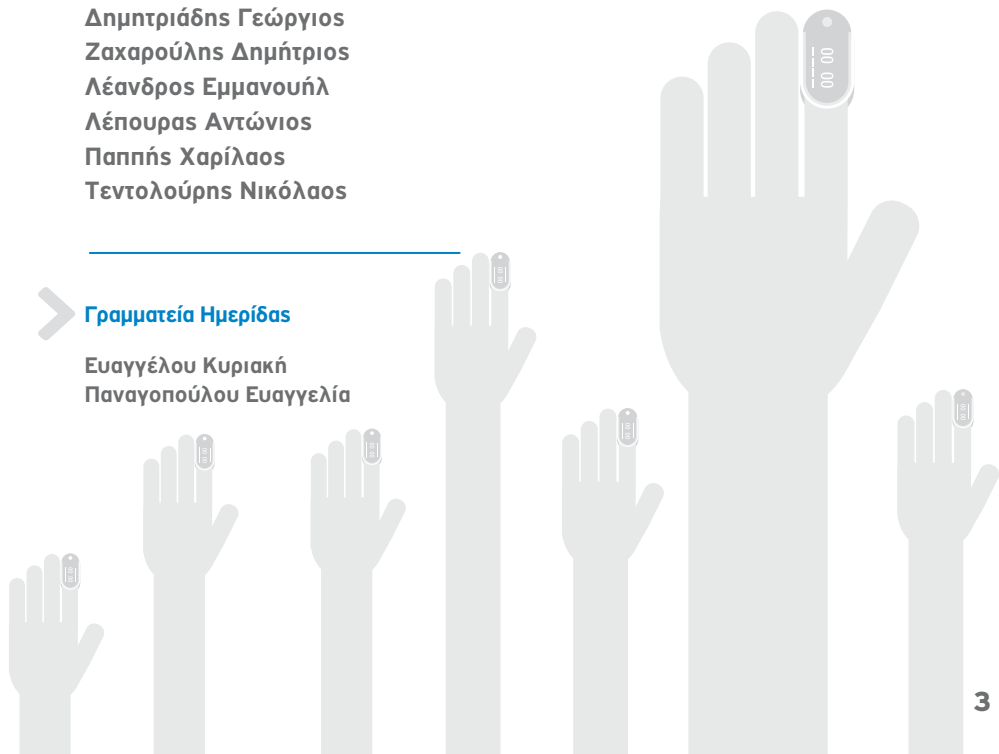 Δημητριάδης Γεώργιος
Ζαχαρούλης Δημήτριος
Λέανδρος Εμμανουήλ
Λέπουρας Αντώνιος
Παππής Χαρίλαος
Τεντολούρης Νικόλαος
Γραμματεία Ημερίδας
Ευαγγέλου Κυριακή
Παναγοπούλου Ευαγγελία
3